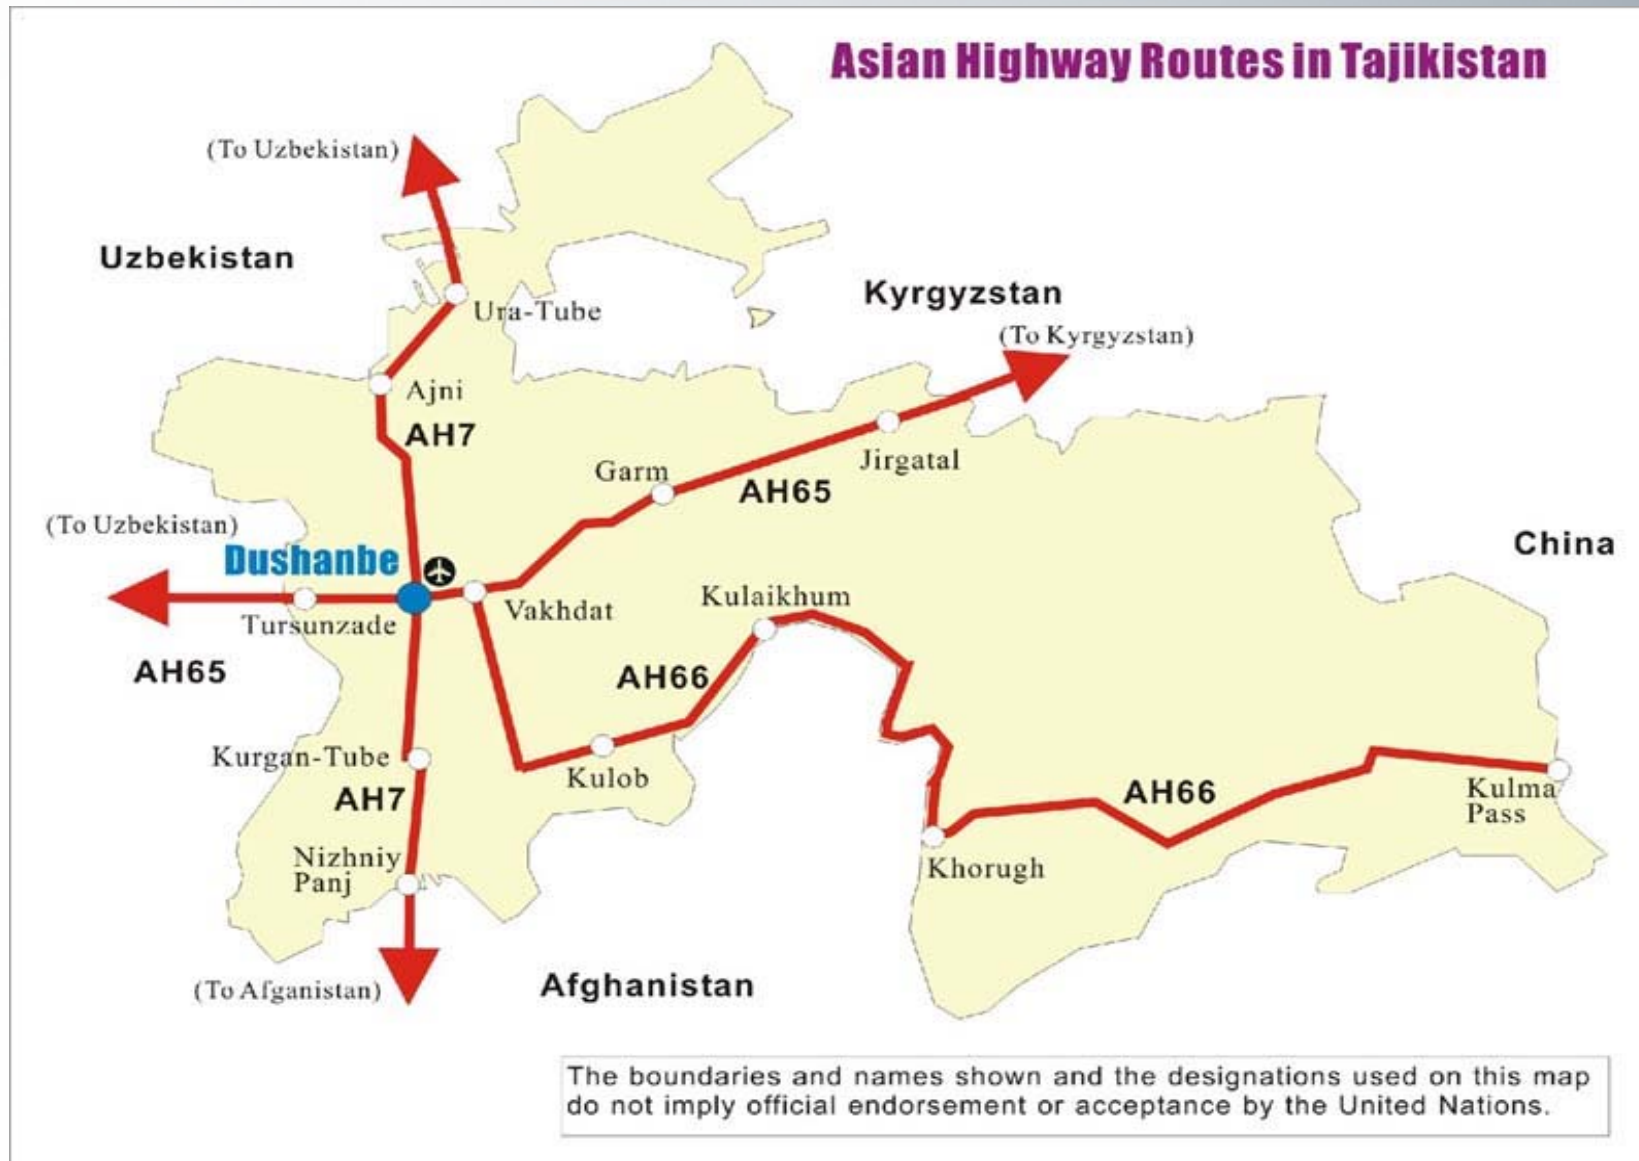 Asian Highway Routes in Tajikistan
(To Uzbekistan)
Uzbekistan
Kyrgyzstan
Ura-Tube
(To Kyrgyzstan)
Ajni
AH7
Garm
Jirgatal
AH65
(To Uzbekistan)
Dushanbe
China
Kulaikhum
Vakhdat
Tursunzade
AH65
AH66
Kurgan-Tube
Kulob
AH7
AH66
Kulma
Pass
Nizhniy
Panj
Khorugh
(To Afganistan)
Afghanistan
The boundaries and names shown and the designations used on this map
do not imply official endorsement or acceptance by the United Nations.